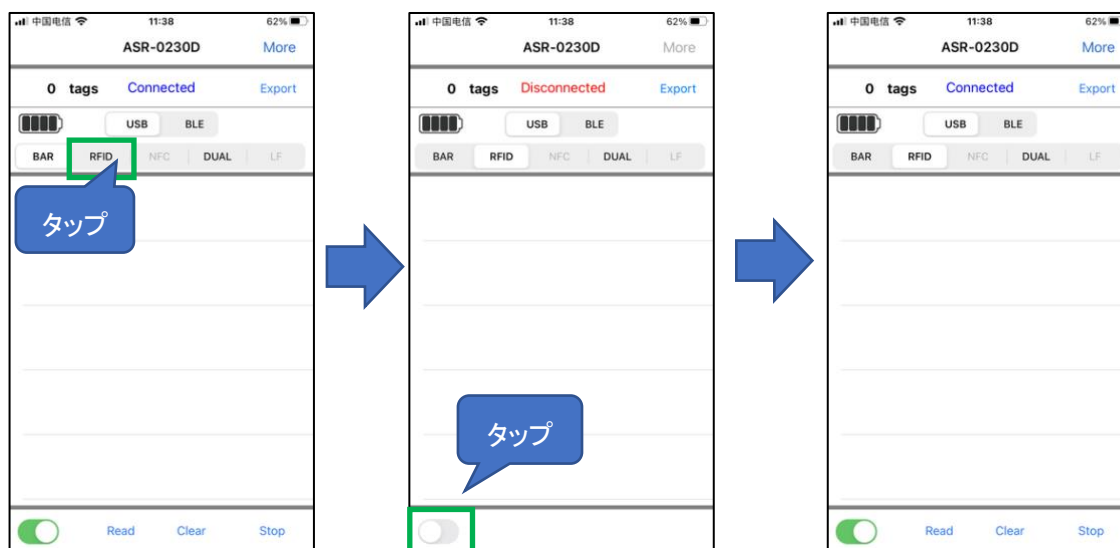 中国电信 11:38 62%
ASR-0230D More
0 tags Connected Export
USB BLE
BAR RFID NFC DUAL LF
タップ
Read Clear Stop
中国电信 11:38 62%
ASR-0230D More
0 tags Disconnected Export
USB BLE
BAR RFID NFC DUAL LF
タップ
中国电信 11:38 62%
ASR-0230D More
0 tags Connected Export
USB BLE
BAR RFID NFC DUAL LF
Read Clear Stop